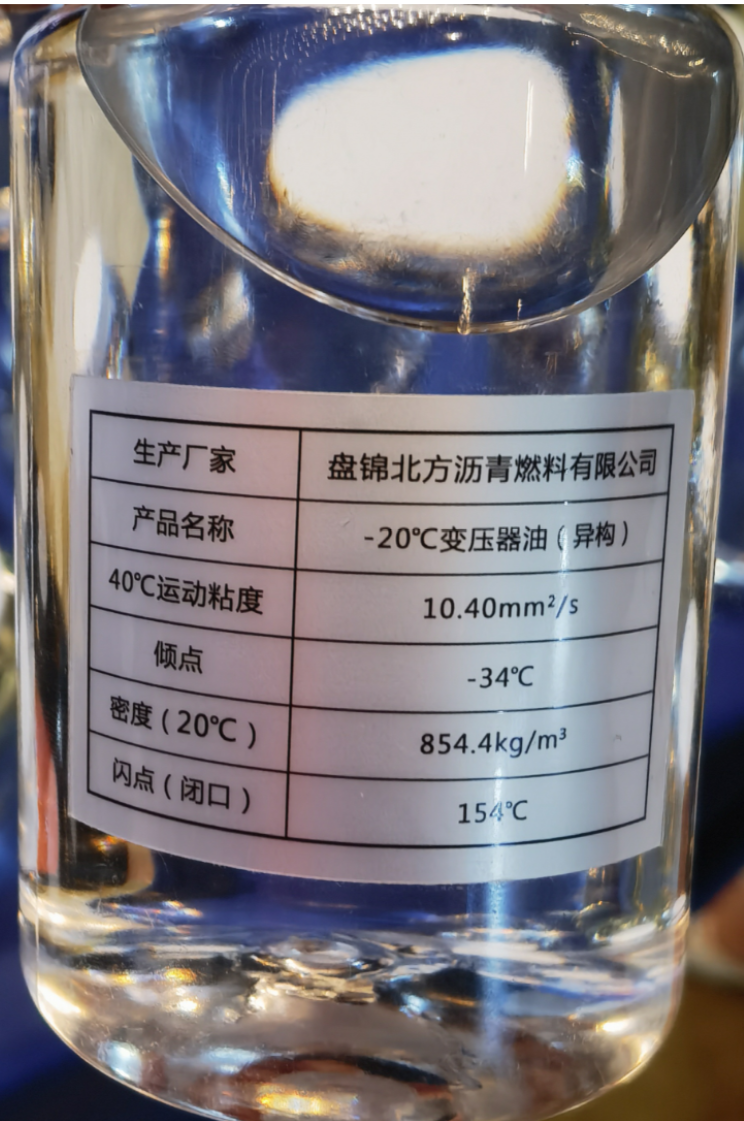 生产厂家 盘锦北方沥青燃料有限公司
产品名称 -20℃变压器油（异构）
40℃运动粘度 10.40mm²/s
倾点 -34℃
密度（20℃） 854.4kg/m³
闪点（闭口） 154℃